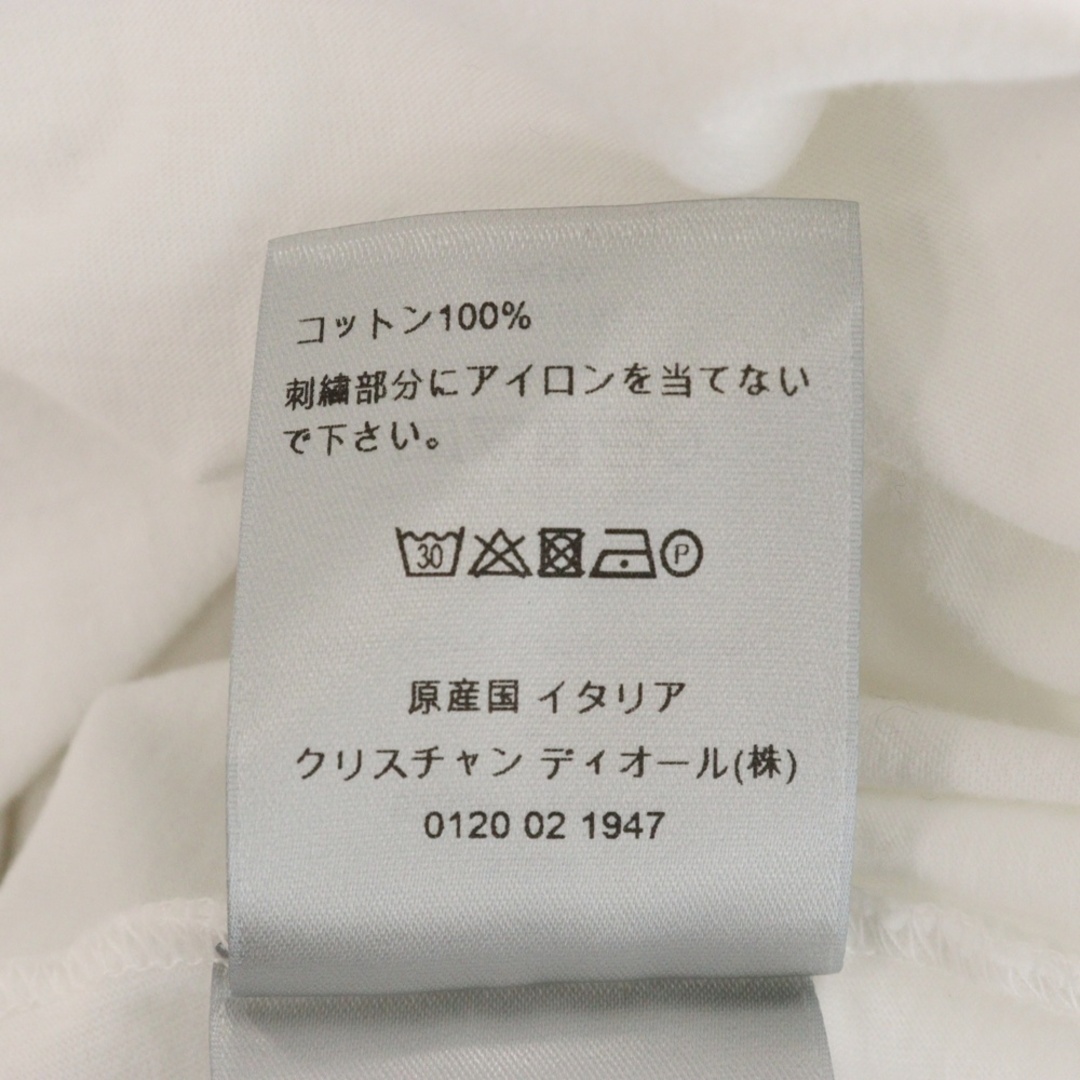 コットン100%
刺繍部分にアイロンを当てない
で下さい。
30 P
原産国 イタリア
クリスチャン ディオール(株)
0120 02 1947